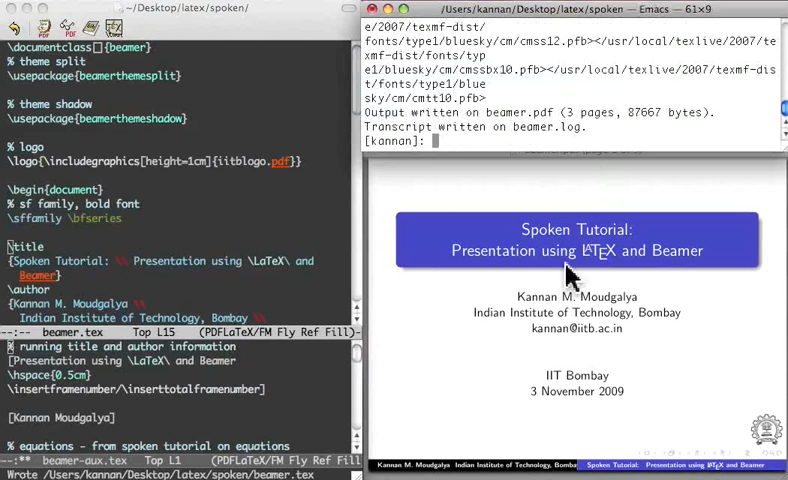 ~/Desktop/latex/spoken/
\documentclass[]{beamer}
% theme split
\usepackage{beamerthemesplit}
% theme shadow
\usepackage{beamerthemeshadow}
% logo
\logo{\includegraphics[height=1cm]{iitblogo.pdf}}
\begin{document}
% sf family, bold font
\sffamily \bfseries
\title
{Spoken Tutorial: \\ Presentation using \LaTeX\ and
Beamer}
\author
{Kannan M. Moudgalya \\
Indian Institute of Technology, Bombay \\
-:--- beamer.tex Top L15 (PDFLaTeX/FM Fly Ref Fill)-
% running title and author information
[Presentation using \LaTeX\ and Beamer
\hspace{0.5cm}
\insertframenumber/\inserttotalframenumber]
[Kannan Moudgalya]
% equations - from spoken tutorial on equations
-:** beamer-aux.tex Top L1 (PDFLaTeX/FM Fly Ref Fill
Wrote /Users/kannan/Desktop/latex/spoken/beamer.tex
/Users/kannan/Desktop/latex/spoken — Emacs — 61×9
e/2007/texmf-dist/
fonts/type1/bluesky/cm/cmss12.pfb></usr/local/texlive/2007/te
xmf-dist/fonts/typ
e1/bluesky/cm/cmssbx10.pfb></usr/local/texlive/2007/texmf-dis
t/fonts/type1/blue
sky/cm/cmtt10.pfb>
Output written on beamer.pdf (3 pages, 87667 bytes).
Transcript written on beamer.log.
[kannan]:
Spoken Tutorial:
Presentation using LATEX and Beamer
Kannan M. Moudgalya
Indian Institute of Technology, Bombay
kannan@iitb.ac.in
IIT Bombay
3 November 2009
Kannan M. Moudgalya Indian Institute of Technology, Bomba
Spoken Tutorial: Presentation using LATEX and Beamer